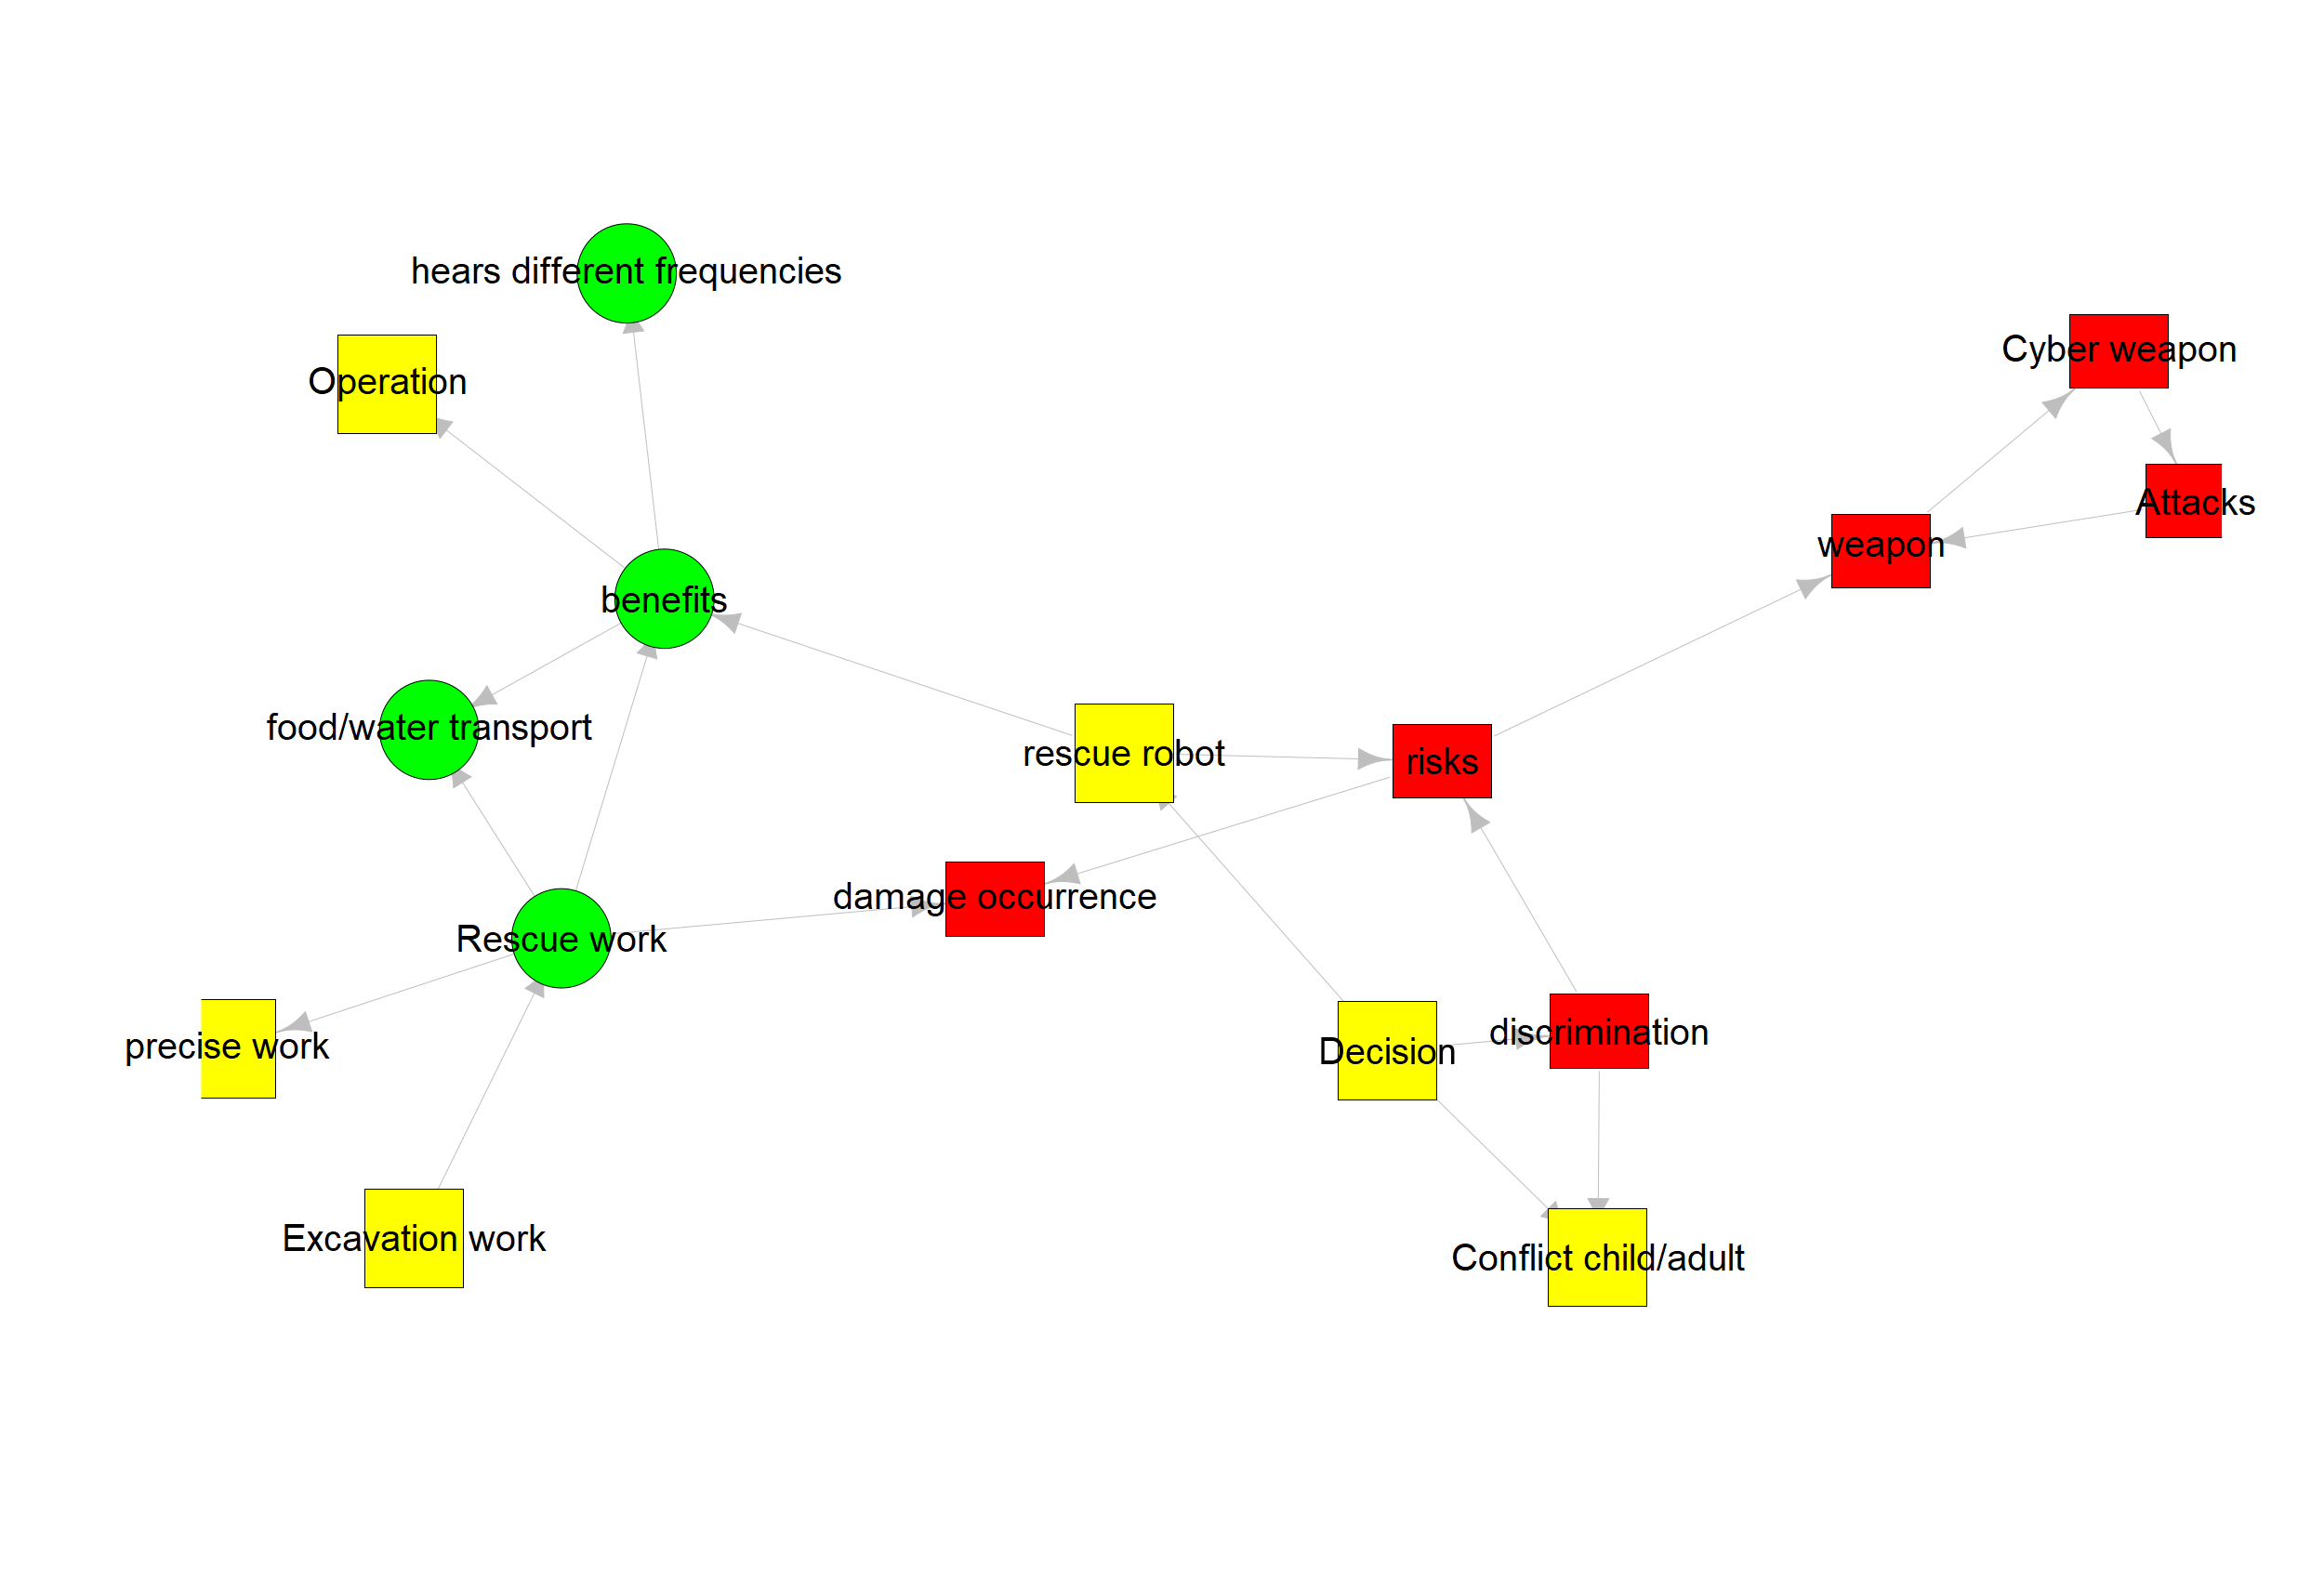 hears different frequencies
Cyber weapon
Operation
Attacks
weapon
benefits
food/water transport
rescue robot
risks
damage occurrence
Rescue work
discrimination
precise work
Decision
Excavation work
Conflict child/adult